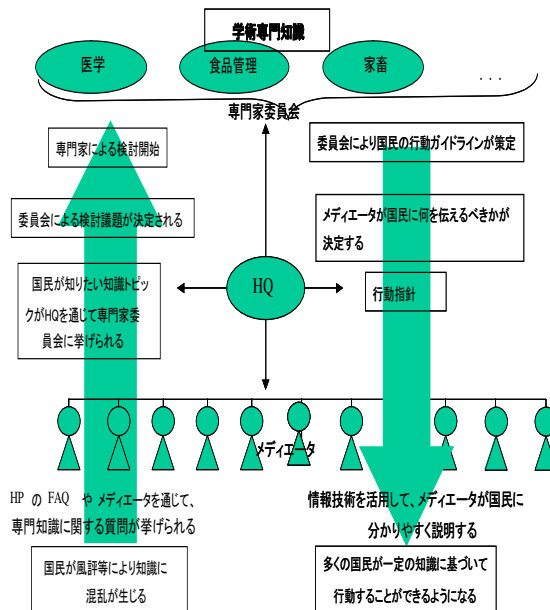 学術専門知識
医学
食品管理
家畜
...
専門家委員会
専門家による検討開始
委員会による検討議題が決定される
国民が知りたい知識トピッ
クがHQを通じて専門家委
員会に挙げられる
HQ
委員会により国民の行動ガイドラインが策定
メディエータが国民に何を伝えるべきかが
決定する
行動指針
メディエータ
HP の FAQ や メディエータを通じて、
専門知識に関する質問が挙げられる
国民が風評等により知識に
混乱が生じる
情報技術を活用して、メディエータが国民に
分かりやすく説明する
多くの国民が一定の知識に基づいて
行動することができるようになる